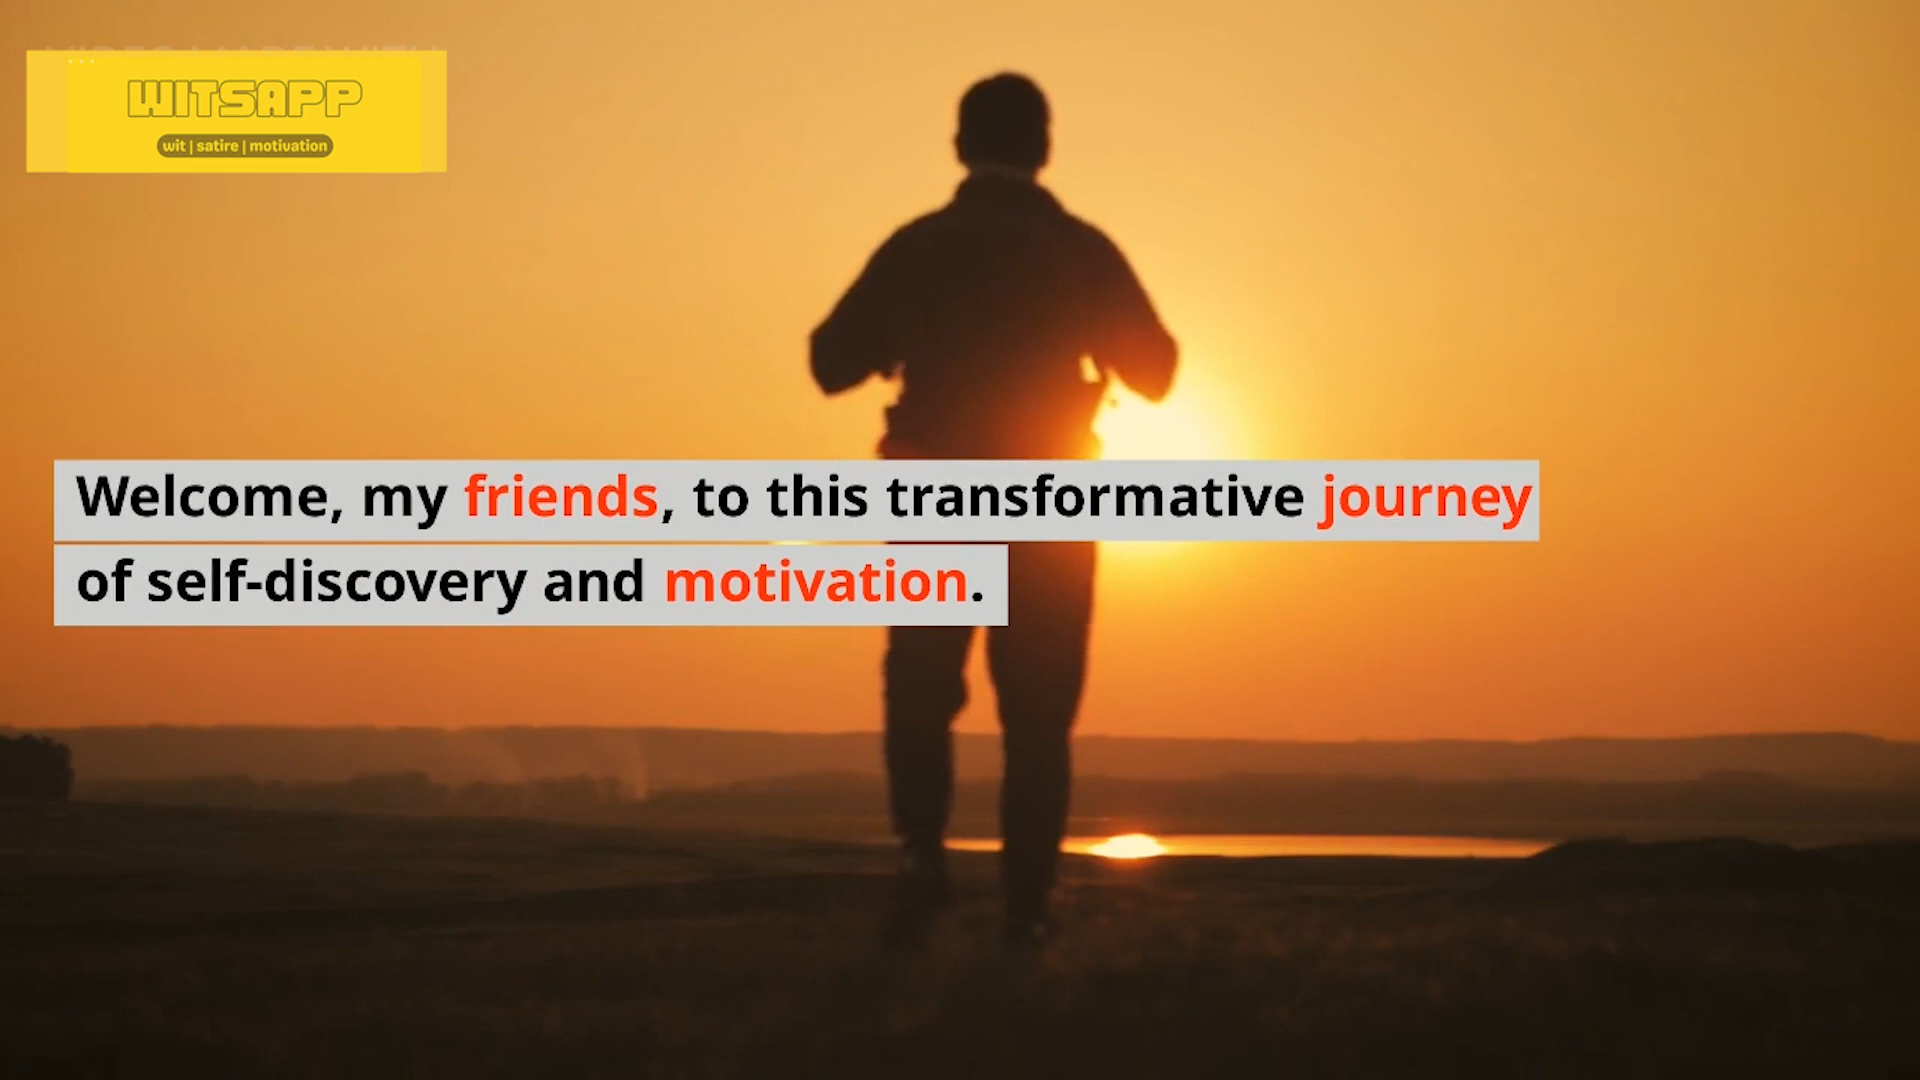 WITSAPP
wit | satire | motivation
Welcome, my friends, to this transformative journey
of self-discovery and motivation.